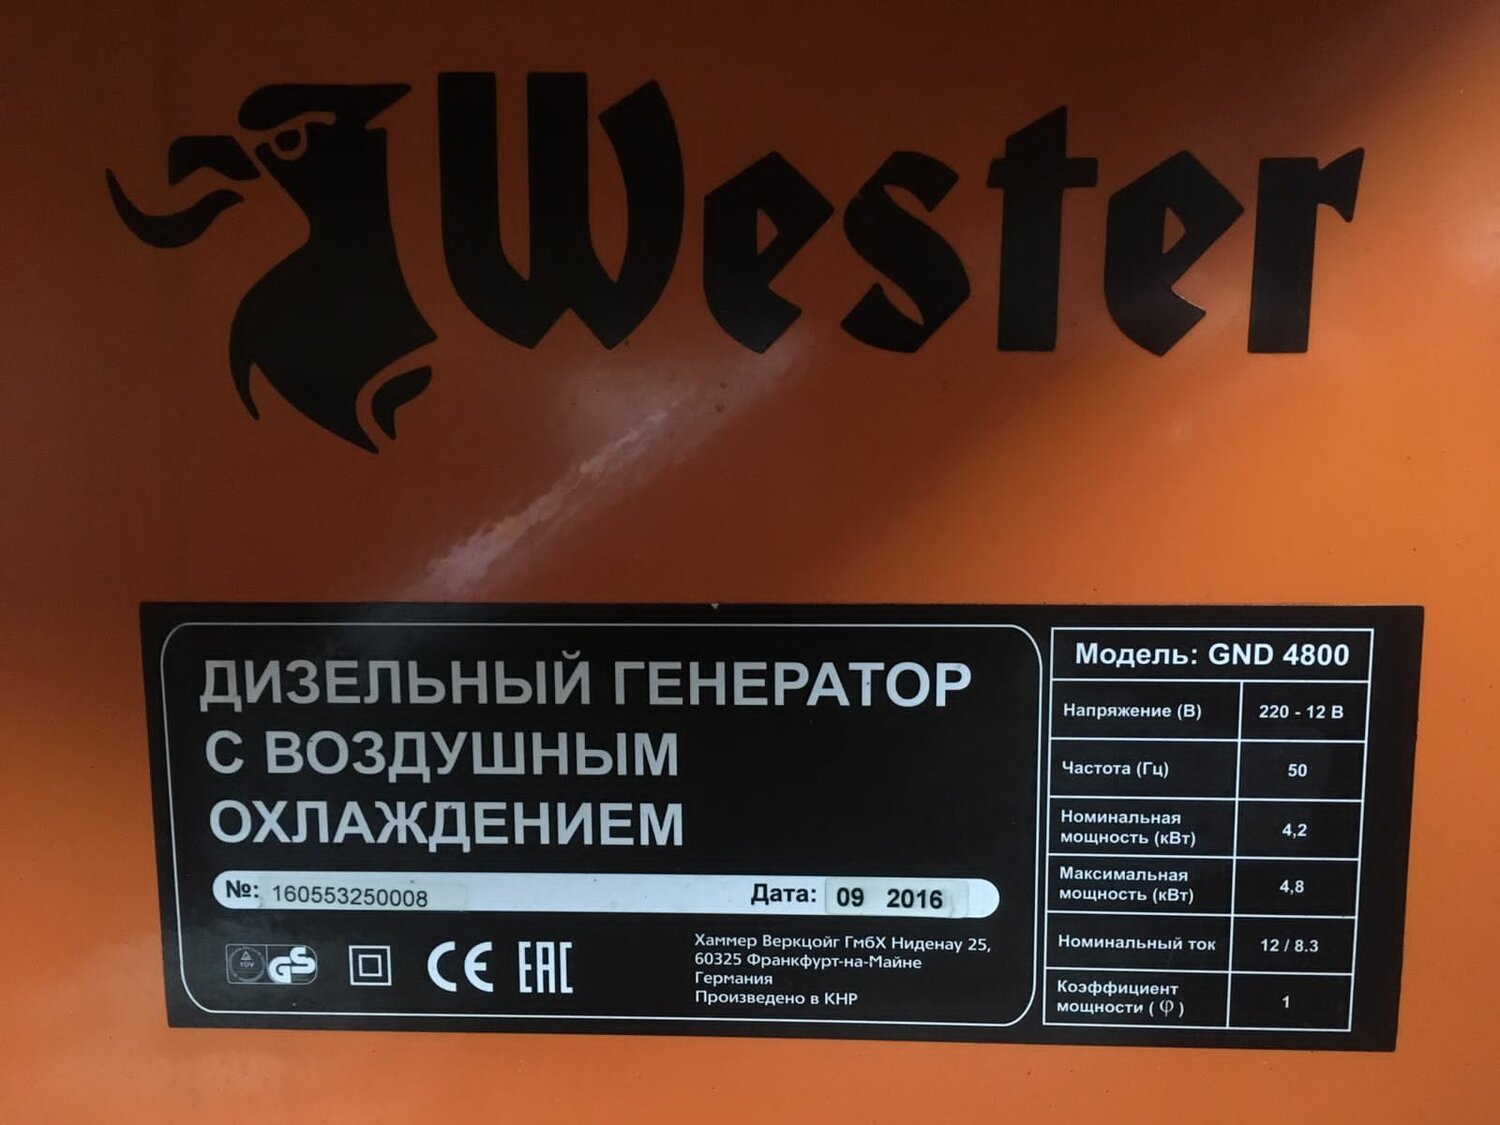 Wester
ДИЗЕЛЬНЫЙ ГЕНЕРАТОР
С ВОЗДУШНЫМ
ОХЛАЖДЕНИЕМ
№: 160553250008 Дата: 09 2016
TÜV GS CE EAC
Хаммер Веркцойг ГмбХ Ниденау 25,
60325 Франкфурт-на-Майне
Германия
Произведено в КНР
Модель: GND 4800
Напряжение (В) 220 - 12 В
Частота (Гц) 50
Номинальная
мощность (кВт) 4,2
Максимальная
мощность (кВт) 4,8
Номинальный ток 12 / 8.3
Коэффициент
мощности ( φ ) 1